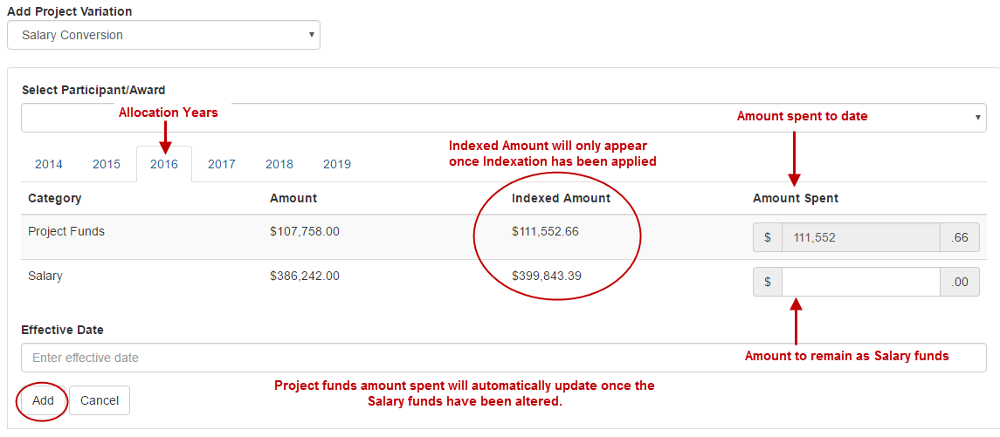 Add Project Variation
Salary Conversion
Select Participant/Award
Allocation Years
Amount spent to date
Indexed Amount will only appear
once Indexation has been applied
2014 2015 2016 2017 2018 2019
Category Amount Indexed Amount Amount Spent
Project Funds $107,758.00 $111,552.66 $ 111,552 .66
Salary $386,242.00 $399,843.39 $ .00
Effective Date
Enter effective date
Amount to remain as Salary funds
Project funds amount spent will automatically update once the
Salary funds have been altered.
Add Cancel